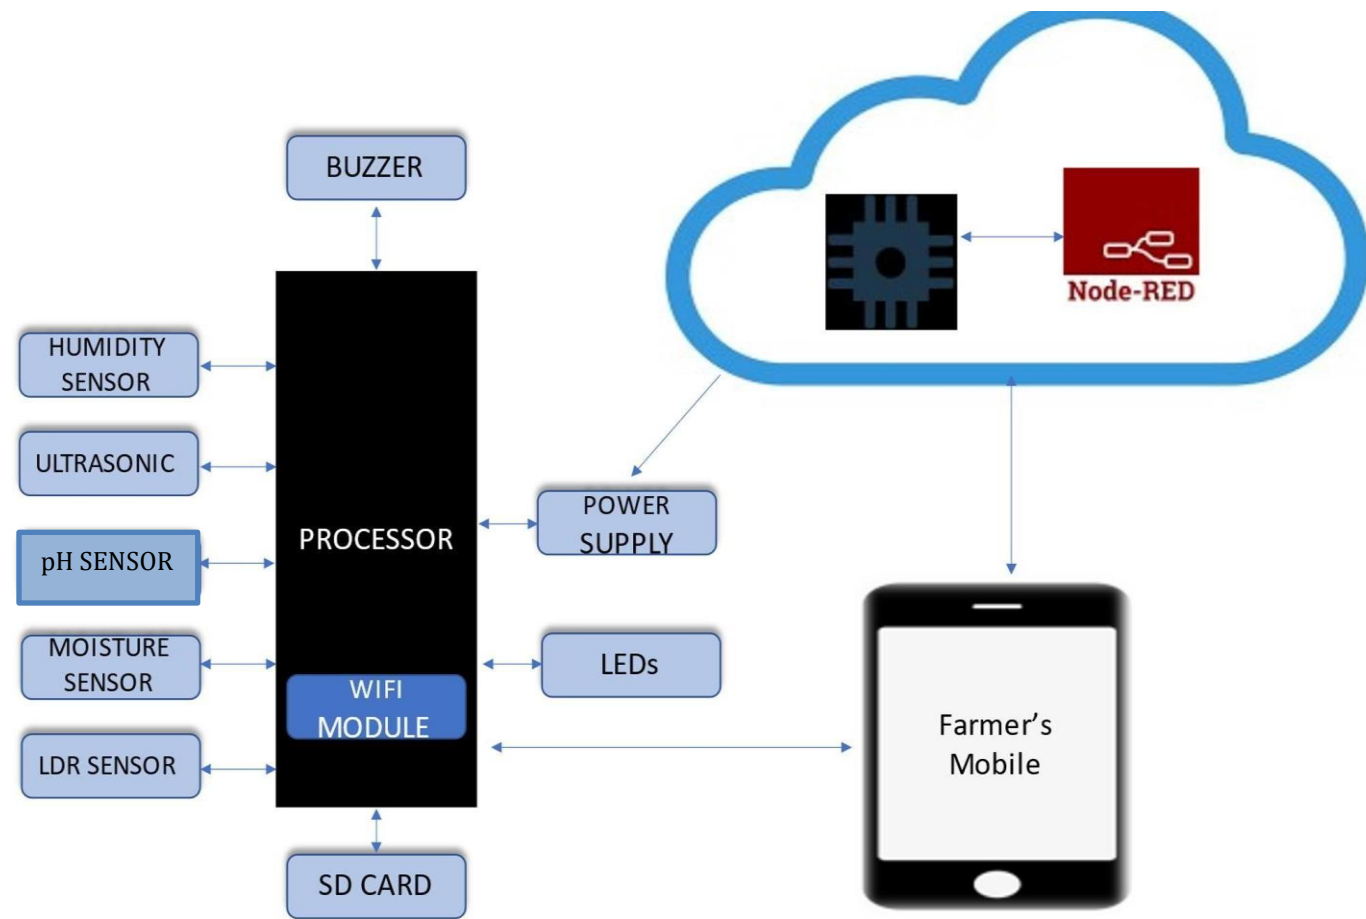 BUZZER
Node-RED
HUMIDITY
SENSOR
ULTRASONIC
pH SENSOR
MOISTURE
SENSOR
LDR SENSOR
PROCESSOR
WIFI
MODULE
POWER
SUPPLY
LEDs
Farmer’s
Mobile
SD CARD